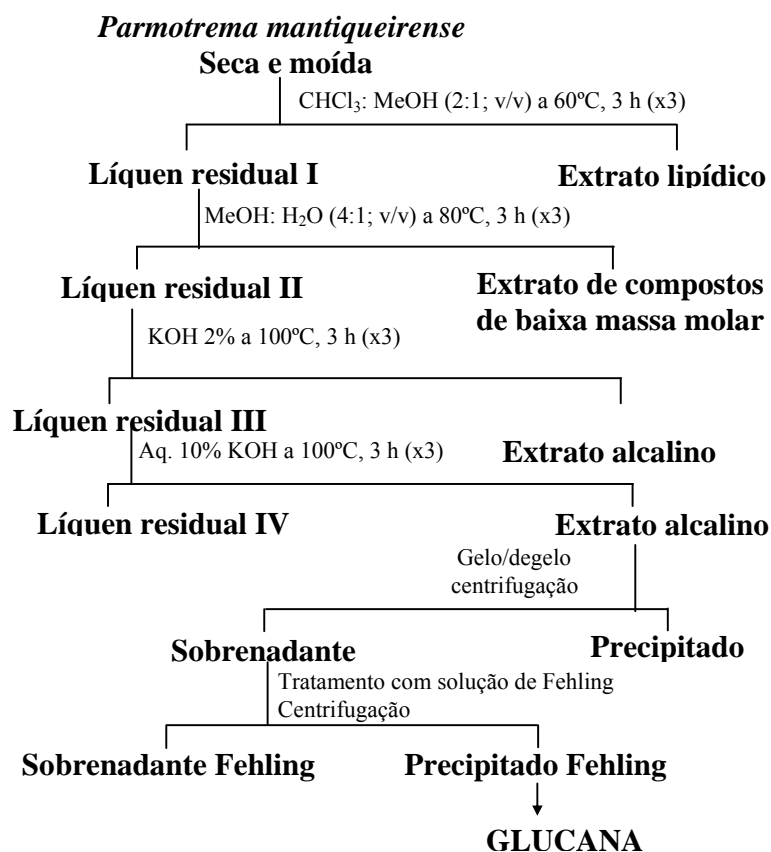 Parmotrema mantiqueirense
Seca e moída
CHCl₃: MeOH (2:1; v/v) a 60ºC, 3 h (x3)
Líquen residual I
Extrato lipídico
MeOH: H₂O (4:1; v/v) a 80ºC, 3 h (x3)
Líquen residual II
Extrato de compostos
de baixa massa molar
KOH 2% a 100ºC, 3 h (x3)
Líquen residual III
Extrato alcalino
Aq. 10% KOH a 100ºC, 3 h (x3)
Líquen residual IV
Extrato alcalino
Gelo/degelo
centrifugação
Sobrenadante
Precipitado
Tratamento com solução de Fehling
Centrifugação
Sobrenadante Fehling
Precipitado Fehling
GLUCANA